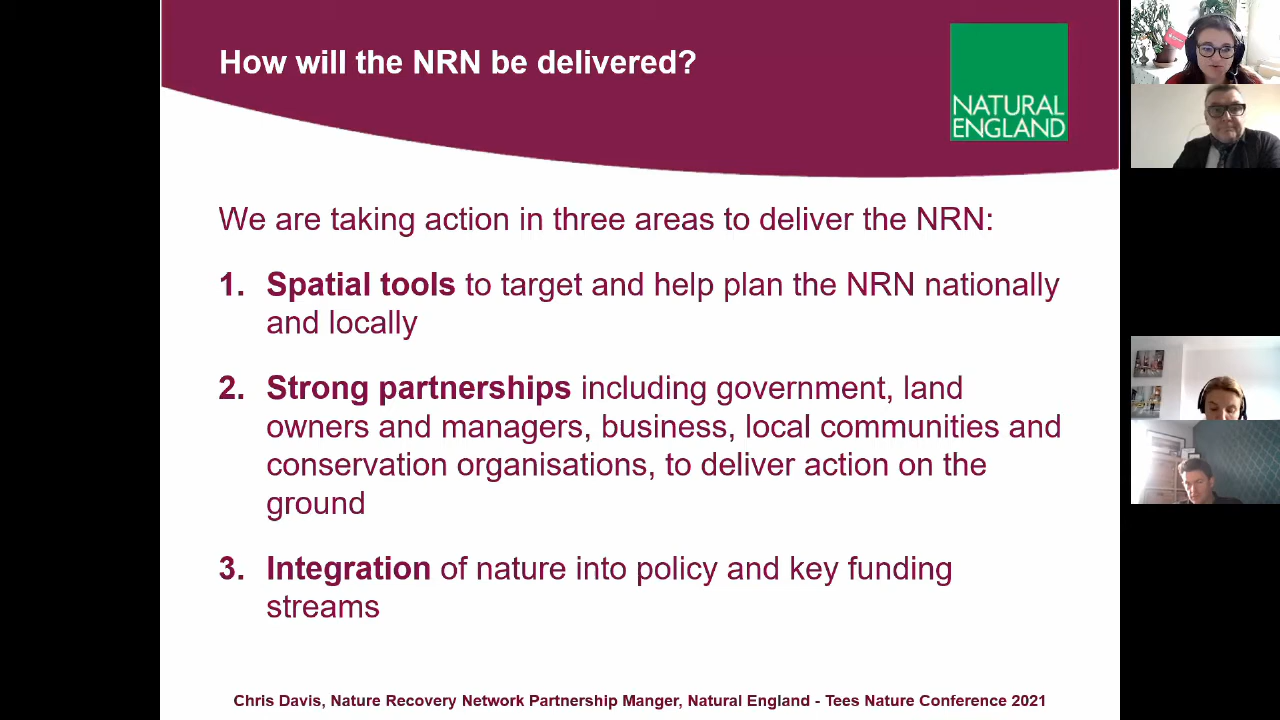 How will the NRN be delivered?
NATURAL
ENGLAND
We are taking action in three areas to deliver the NRN:
1. Spatial tools to target and help plan the NRN nationally
and locally
2. Strong partnerships including government, land
owners and managers, business, local communities and
conservation organisations, to deliver action on the
ground
3. Integration of nature into policy and key funding
streams
Chris Davis, Nature Recovery Network Partnership Manger, Natural England - Tees Nature Conference 2021